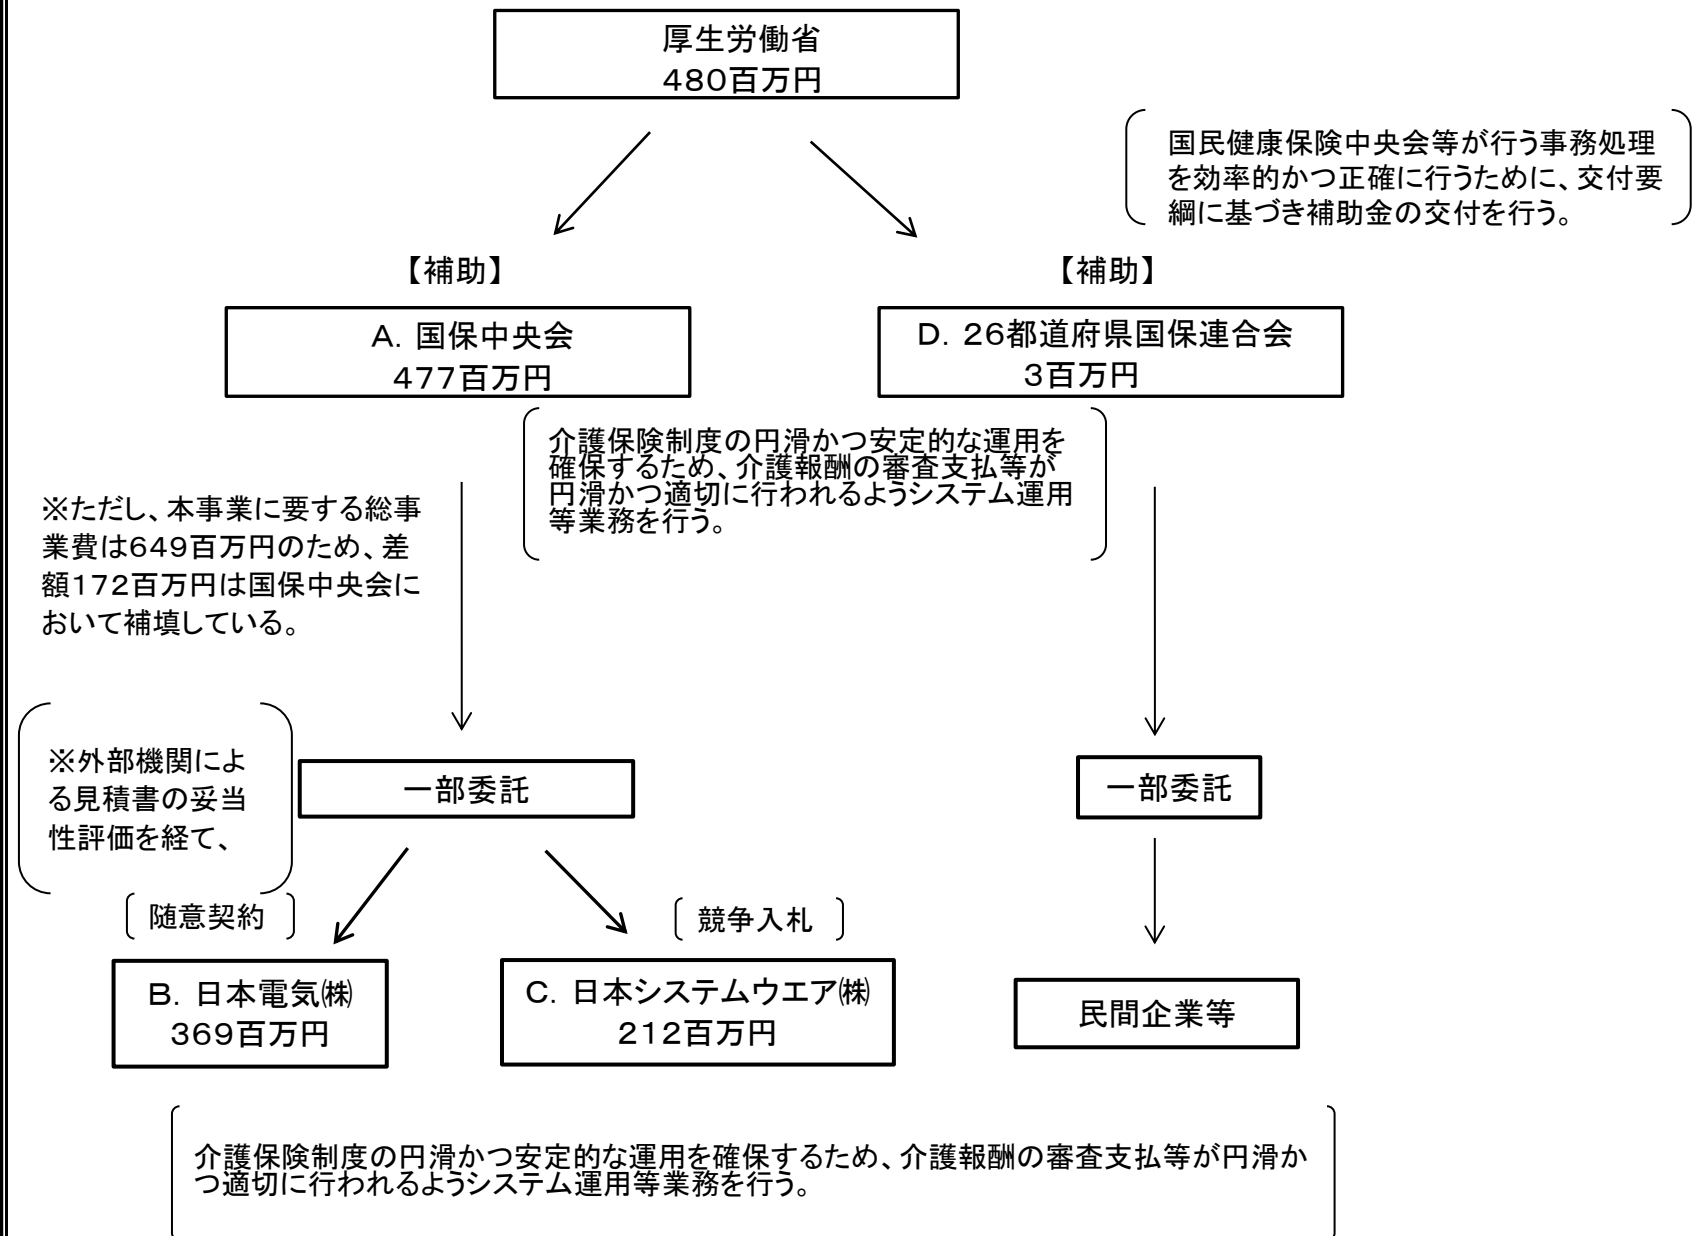 厚生労働省
480百万円
国民健康保険中央会等が行う事務処理
を効率的かつ正確に行うために、交付要
綱に基づき補助金の交付を行う。
【補助】
【補助】
A. 国保中央会
477百万円
D. 26都道府県国保連合会
3百万円
介護保険制度の円滑かつ安定的な運用を
確保するため、介護報酬の審査支払等が
円滑かつ適切に行われるようシステム運用
等業務を行う。
※ただし、本事業に要する総事
業費は649百万円のため、差
額172百万円は国保中央会に
おいて補填している。
※外部機関によ
る見積書の妥当
性評価を経て、
一部委託
一部委託
随意契約
競争入札
B. 日本電気㈱
369百万円
C. 日本システムウエア㈱
212百万円
民間企業等
介護保険制度の円滑かつ安定的な運用を確保するため、介護報酬の審査支払等が円滑か
つ適切に行われるようシステム運用等業務を行う。